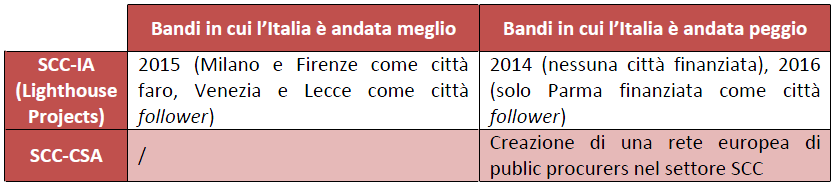 Bandi in cui l’Italia è andata meglio
Bandi in cui l’Italia è andata peggio
SCC-IA
(Lighthouse
Projects)
2015 (Milano e Firenze come città
faro, Venezia e Lecce come città
follower)
2014 (nessuna città finanziata), 2016
(solo Parma finanziata come città
follower)
SCC-CSA
/
Creazione di una rete europea di
public procurers nel settore SCC